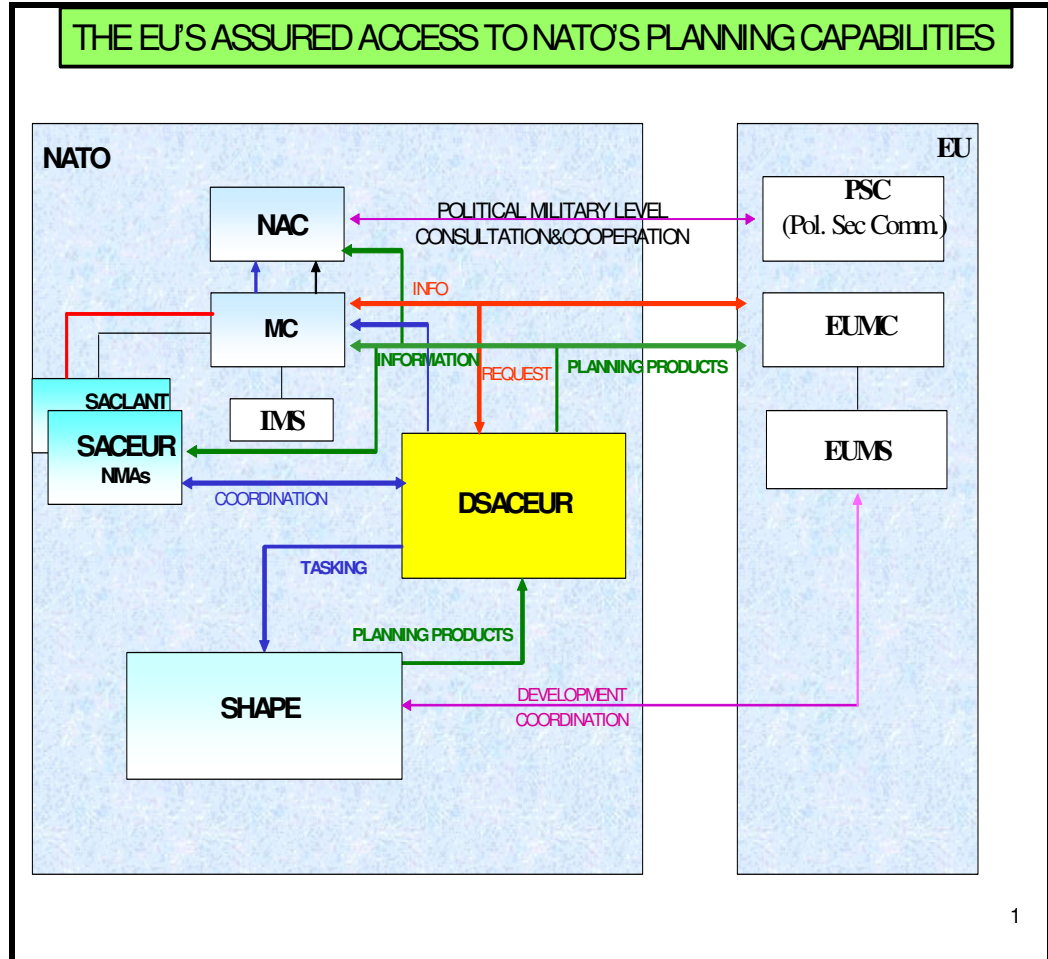 THE EU'S ASSURED ACCESS TO NATO'S PLANNING CAPABILITIES
NATO
EU
NAC
POLITICAL MILITARY LEVEL
CONSULTATION&COOPERATION
PSC
(Pol. Sec Comm.)
INFO
MC
EUMC
INFORMATION
REQUEST
PLANNING PRODUCTS
SACLANT
IMS
SACEUR
NMAs
EUMS
COORDINATION
DSACEUR
TASKING
PLANNING PRODUCTS
SHAPE
DEVELOPMENT
COORDINATION
1